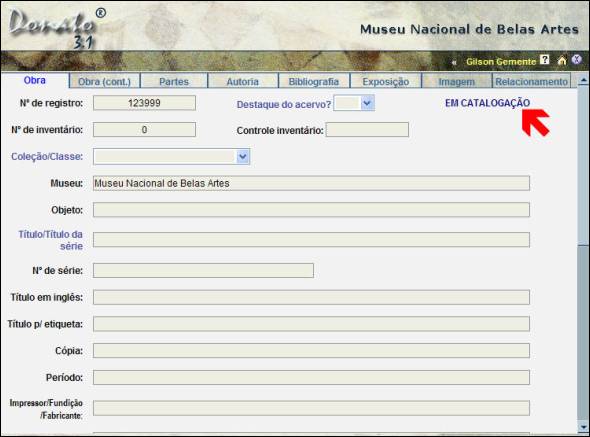 Donato ®
3.1
Museu Nacional de Belas Artes
« Gilson Gemente ?
Obra Obra (cont.) Partes Autoria Bibliografia Exposição Imagem Relacionamento
Nº de registro: 123999 Destaque do acervo? EM CATALOGAÇÃO
Nº de inventário: 0 Controle inventário:
Coleção/Classe:
Museu: Museu Nacional de Belas Artes
Objeto:
Título/Título da
série
Nº de série:
Título em inglês:
Título p/ etiqueta:
Cópia:
Período:
Impressor/Fundição
/Fabricante: